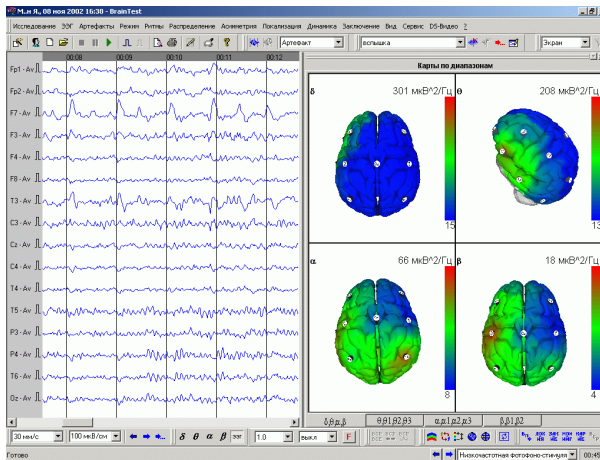 М.и Я., 08 ноя 2002 16:38 - BrainTest
Исследование ЭЭГ Артефакты Режим Ритмы Распределение Асимметрия Локализация Динамика Заключение Вид Сервис DS-Видео ?
Артефакт
вспышка
Экран
00:08 00:09 00:10 00:11 00:12
Карты по диапазонам
Fp1 - Av
Fp2 - Av
F7 - Av
F3 - Av
F4 - Av
F8 - Av
T3 - Av
C3 - Av
Cz - Av
C4 - Av
T4 - Av
T5 - Av
P3 - Av
P4 - Av
T6 - Av
Oz - Av
δ 301 мкВ^2/Гц
15
θ 208 мкВ^2/Гц
13
α 66 мкВ^2/Гц
8
β 18 мкВ^2/Гц
4
δ,θ,α,β θ,θ1,θ2,θ3 α,α1,α2,α3 β,β1,β2
30 мм/с 100 мкВ/см δ θ α β ээг 1.0 выкл F
Готово
Низкочастотная фотофоно-стимуля
00:45